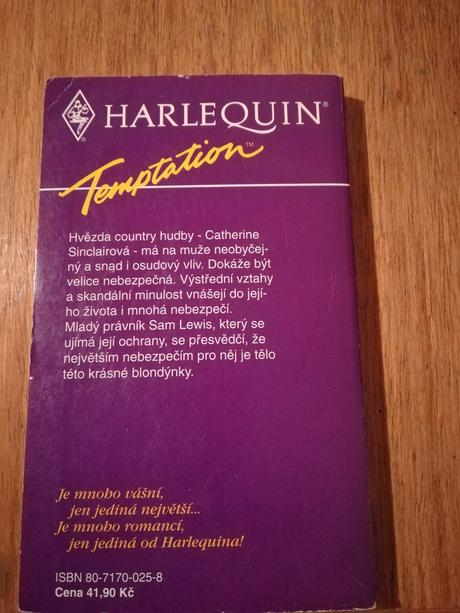 HARLEQUIN®
Temptation™
Hvězda country hudby - Catherine
Sinclairová - má na muže neobyčej-
ný a snad i osudový vliv. Dokáže být
velice nebezpečná. Výstřední vztahy
a skandální minulost vnášejí do její-
ho života i mnohá nebezpečí.
Mladý právník Sam Lewis, který se
ujímá její ochrany, se přesvědčí, že
největším nebezpečím pro něj je tělo
této krásné blondýnky.
Je mnoho vášní,
jen jediná největší...
Je mnoho romancí,
jen jediná od Harlequina!
ISBN 80-7170-025-8
Cena 41,90 Kč